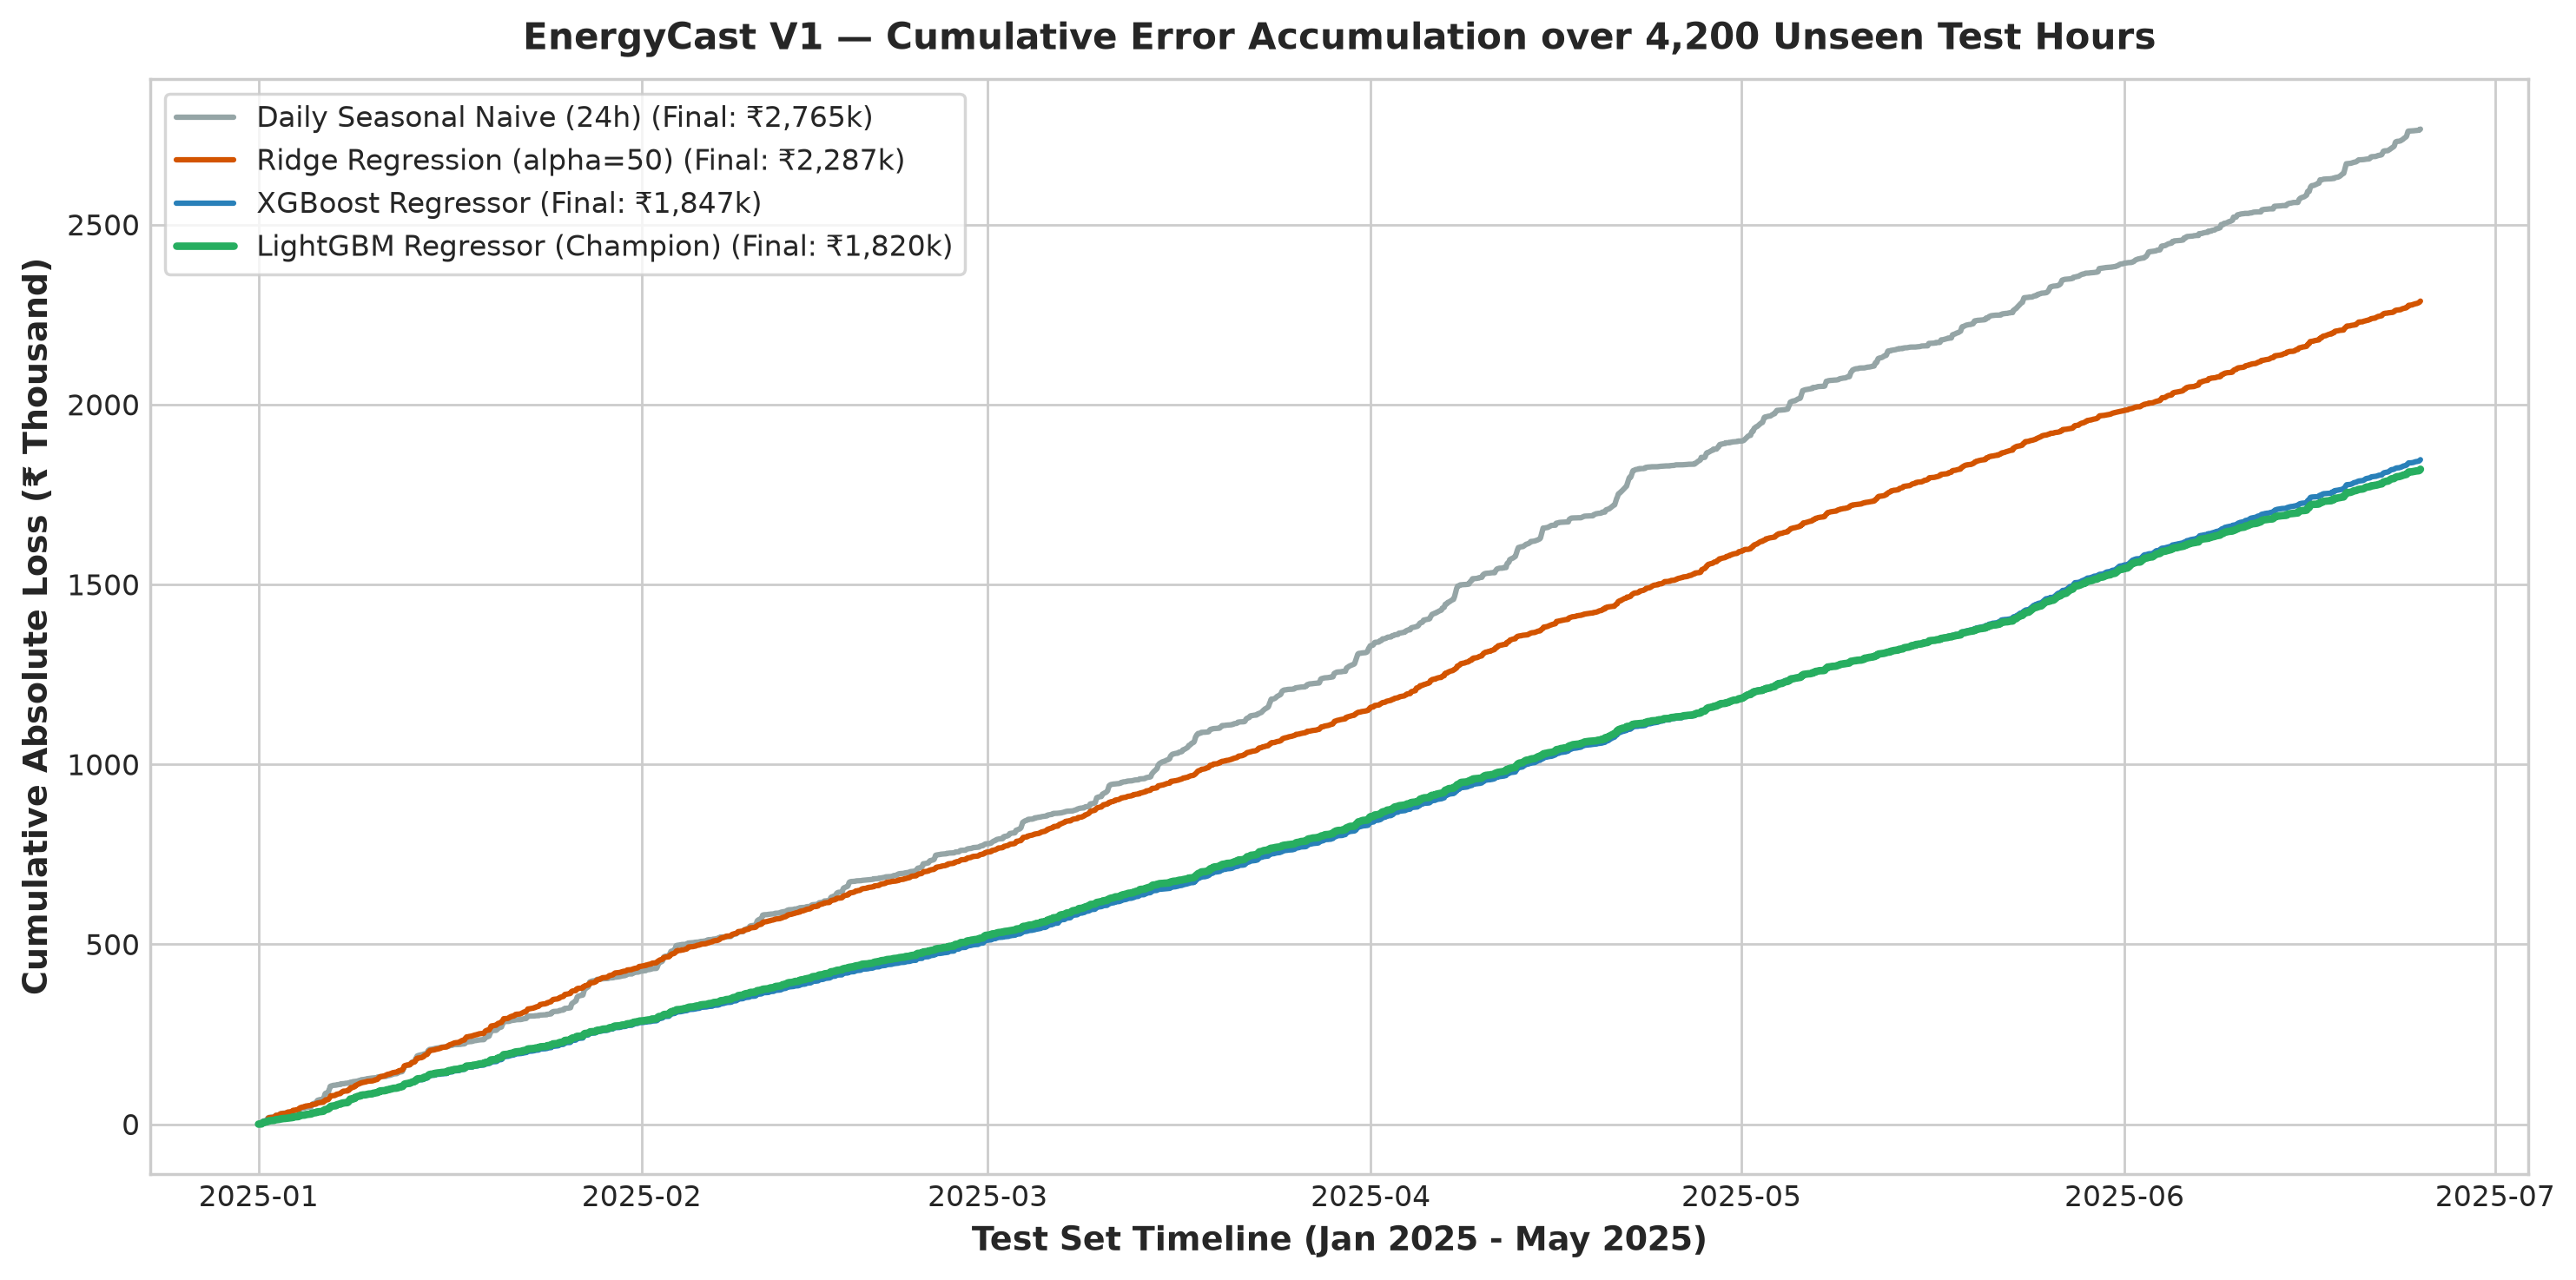 EnergyCast V1 — Cumulative Error Accumulation over 4,200 Unseen Test Hours
Daily Seasonal Naive (24h) (Final: ₹2,765k)
Ridge Regression (alpha=50) (Final: ₹2,287k)
XGBoost Regressor (Final: ₹1,847k)
LightGBM Regressor (Champion) (Final: ₹1,820k)
Cumulative Absolute Loss (₹ Thousand)
2500
2000
1500
1000
500
0
2025-01 2025-02 2025-03 2025-04 2025-05 2025-06 2025-07
Test Set Timeline (Jan 2025 - May 2025)